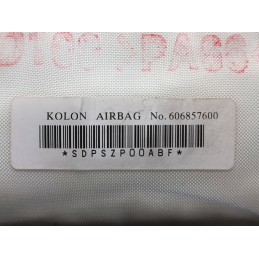 KOLON AIRBAG No. 606857600
*SDPSZP00ABF*